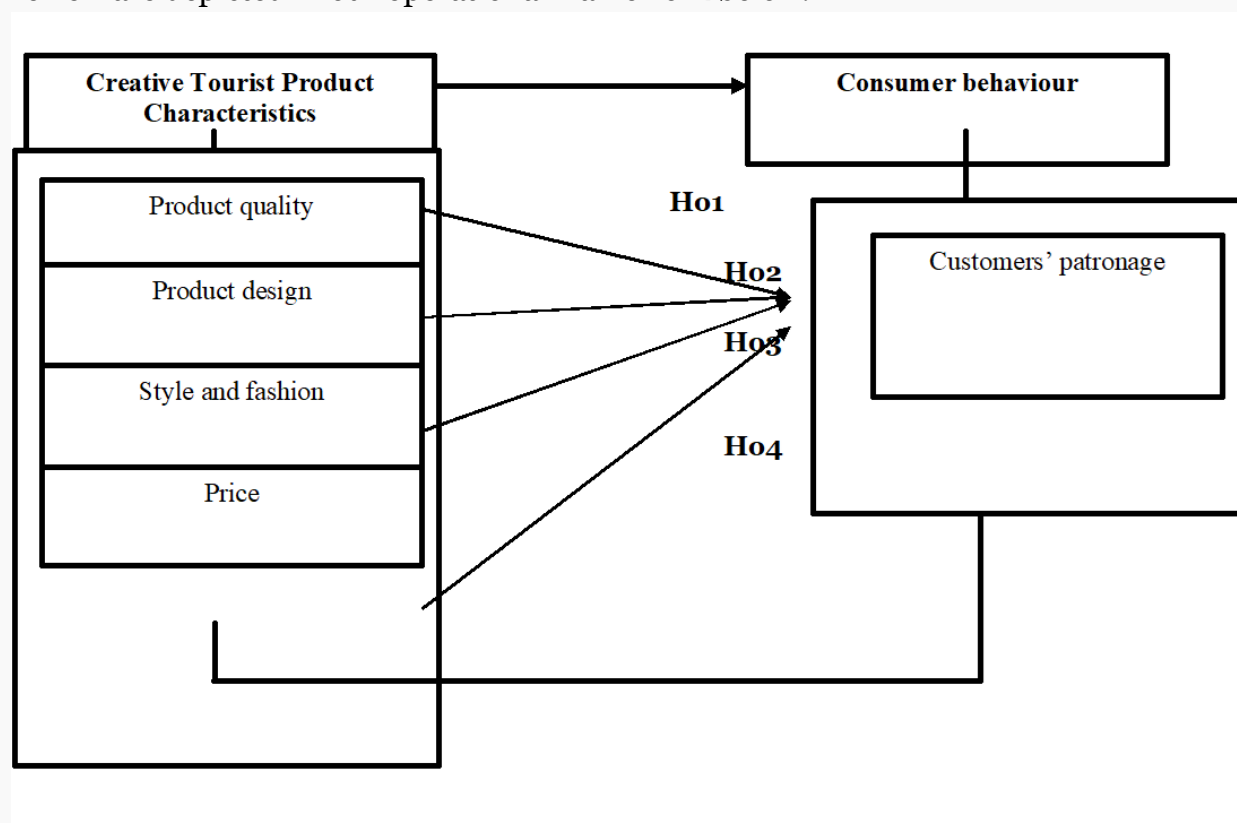 Creative Tourist Product
Characteristics
Consumer behaviour
Product quality
Ho1
Ho2
Customers’ patronage
Product design
Ho3
Style and fashion
Ho4
Price